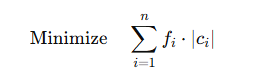 Minimize $\sum_{i=1}^{n} f_i \cdot |c_i|$